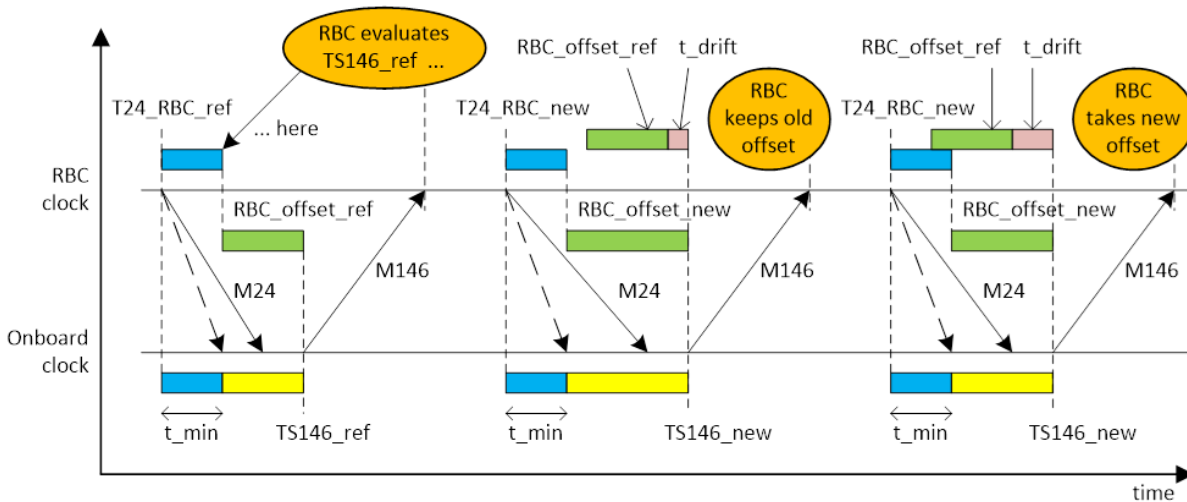 RBC evaluates
TS146_ref ...
RBC_offset_ref
t_drift
RBC_offset_ref
t_drift
T24_RBC_ref
... here
T24_RBC_new
RBC
keeps old
offset
T24_RBC_new
RBC
takes new
offset
RBC
clock
RBC_offset_ref
RBC_offset_new
RBC_offset_new
M24
M146
M24
M146
M24
M146
Onboard
clock
t_min
TS146_ref
t_min
TS146_new
t_min
TS146_new
time